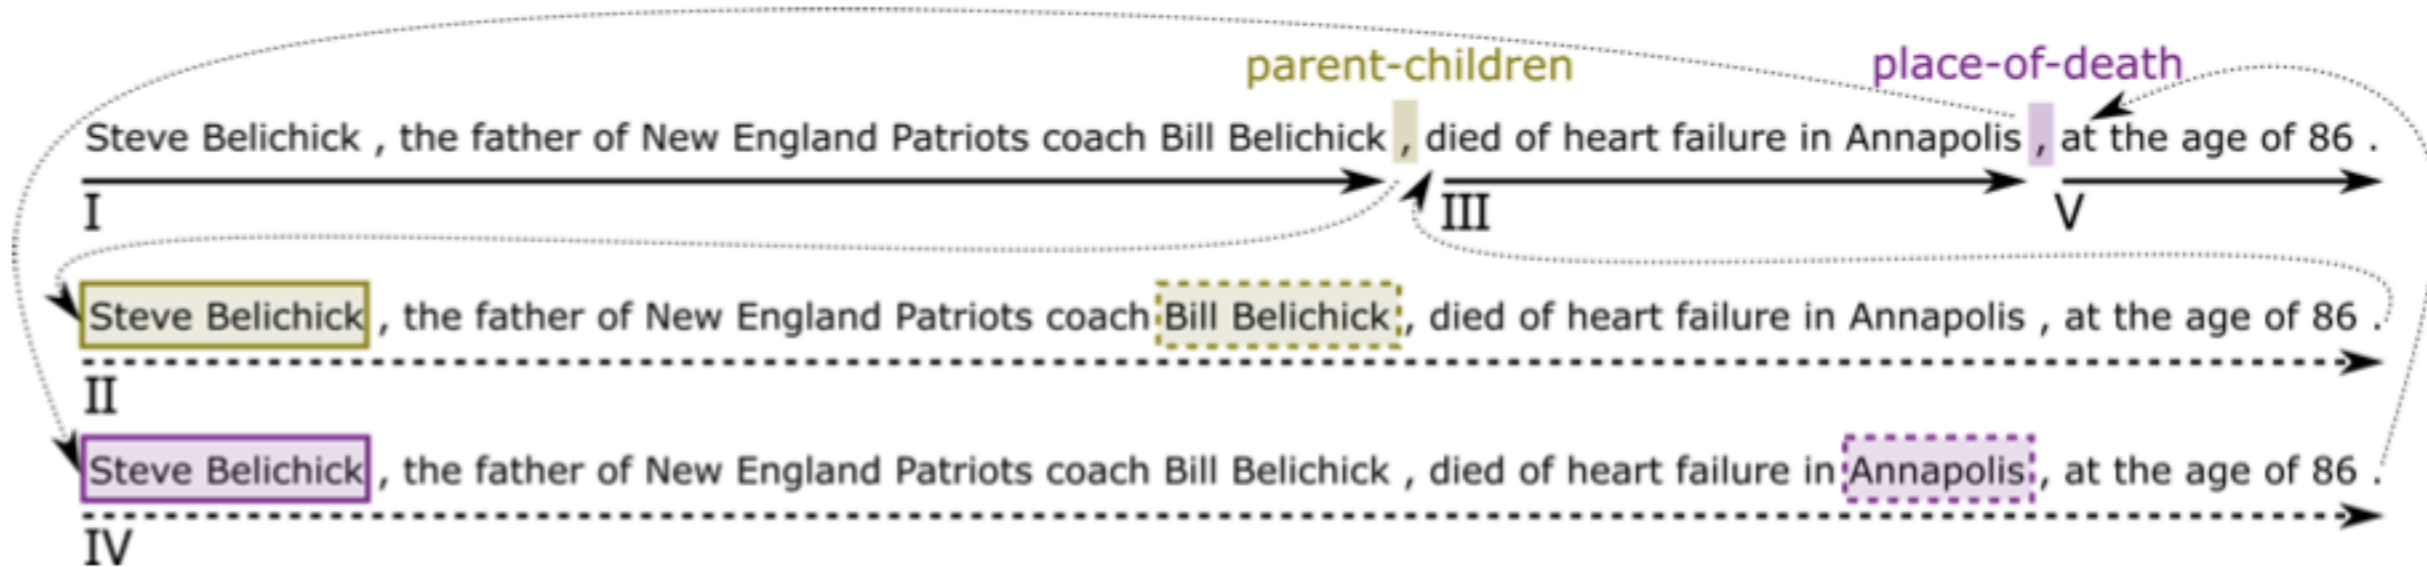 parent-children place-of-death
Steve Belichick , the father of New England Patriots coach Bill Belichick , died of heart failure in Annapolis , at the age of 86 .
I III V
Steve Belichick , the father of New England Patriots coach Bill Belichick , died of heart failure in Annapolis , at the age of 86 .
II
Steve Belichick , the father of New England Patriots coach Bill Belichick , died of heart failure in Annapolis , at the age of 86 .
IV